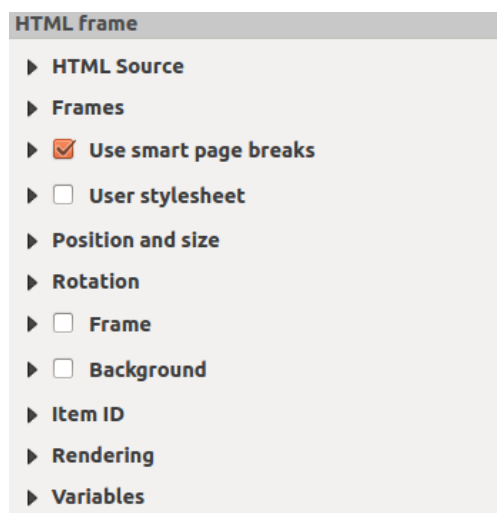 HTML frame
HTML Source
Frames
Use smart page breaks
User stylesheet
Position and size
Rotation
Frame
Background
Item ID
Rendering
Variables